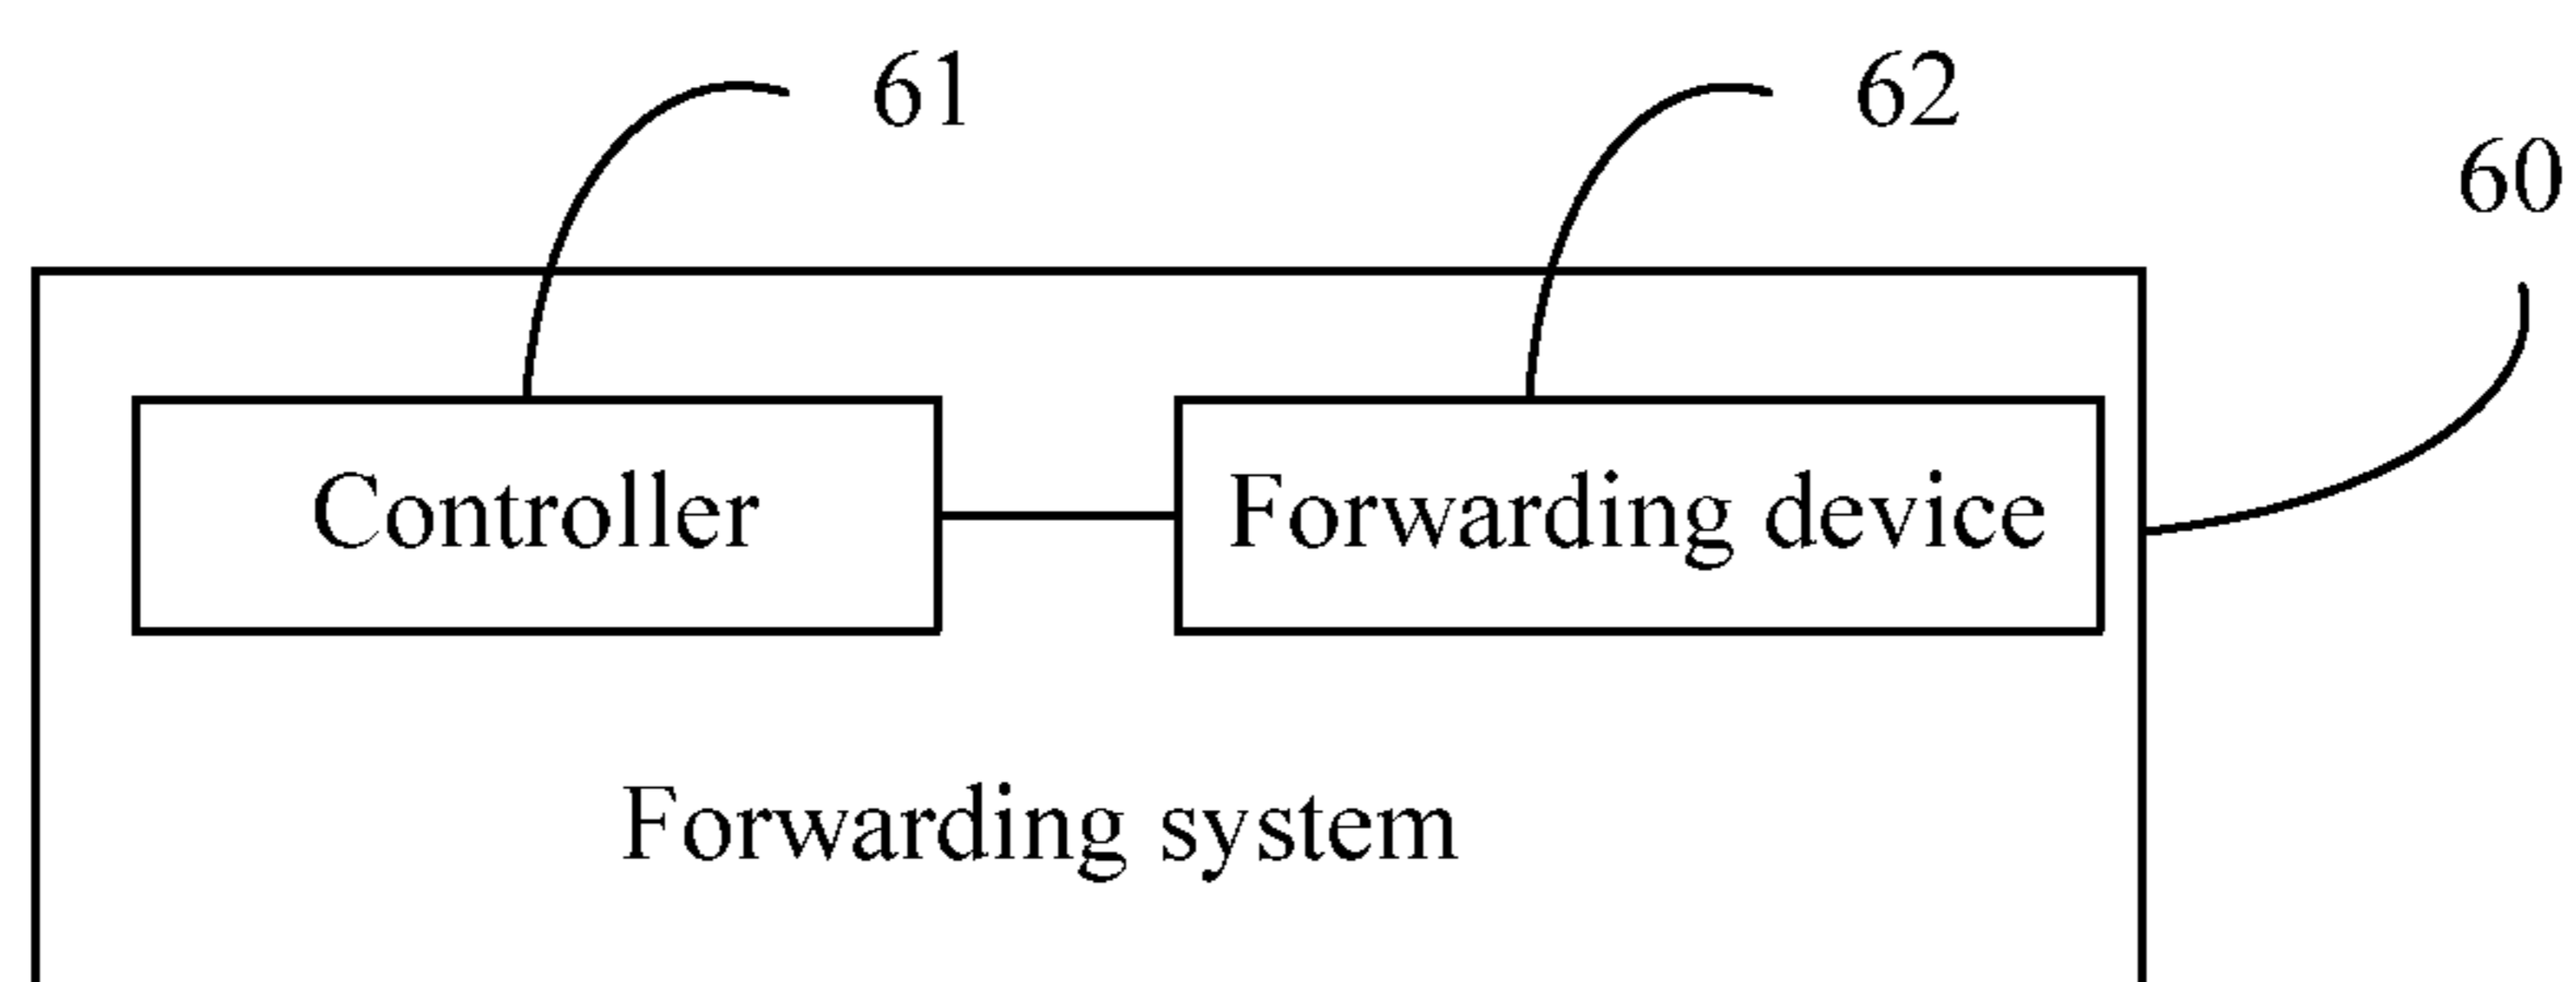 61
62
60
Controller
Forwarding device
Forwarding system